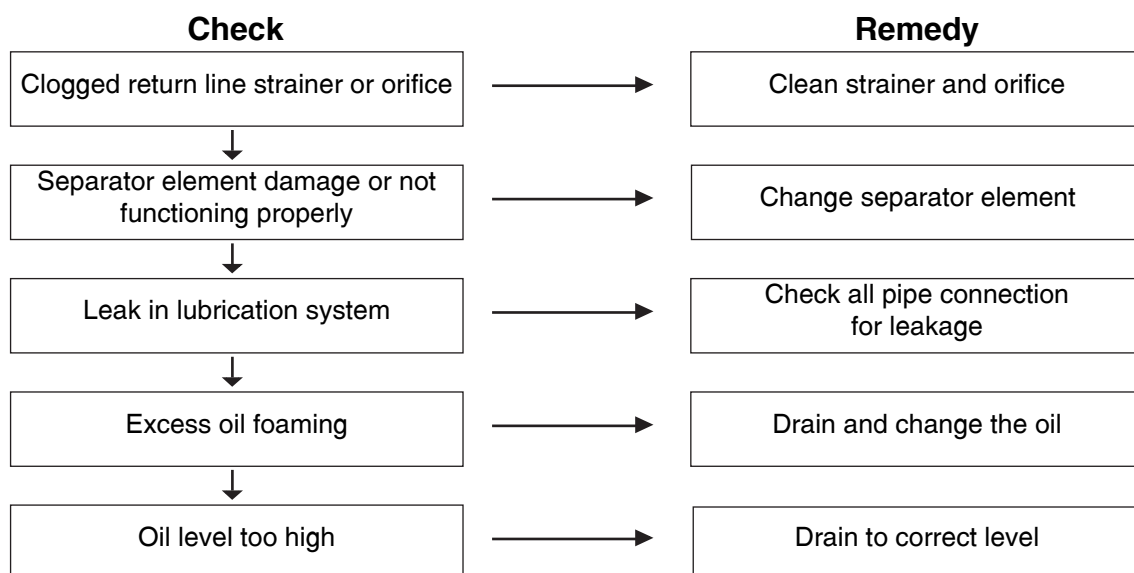 Check
Remedy
Clogged return line strainer or orifice
Clean strainer and orifice
Separator element damage or not
functioning properly
Change separator element
Leak in lubrication system
Check all pipe connection
for leakage
Excess oil foaming
Drain and change the oil
Oil level too high
Drain to correct level